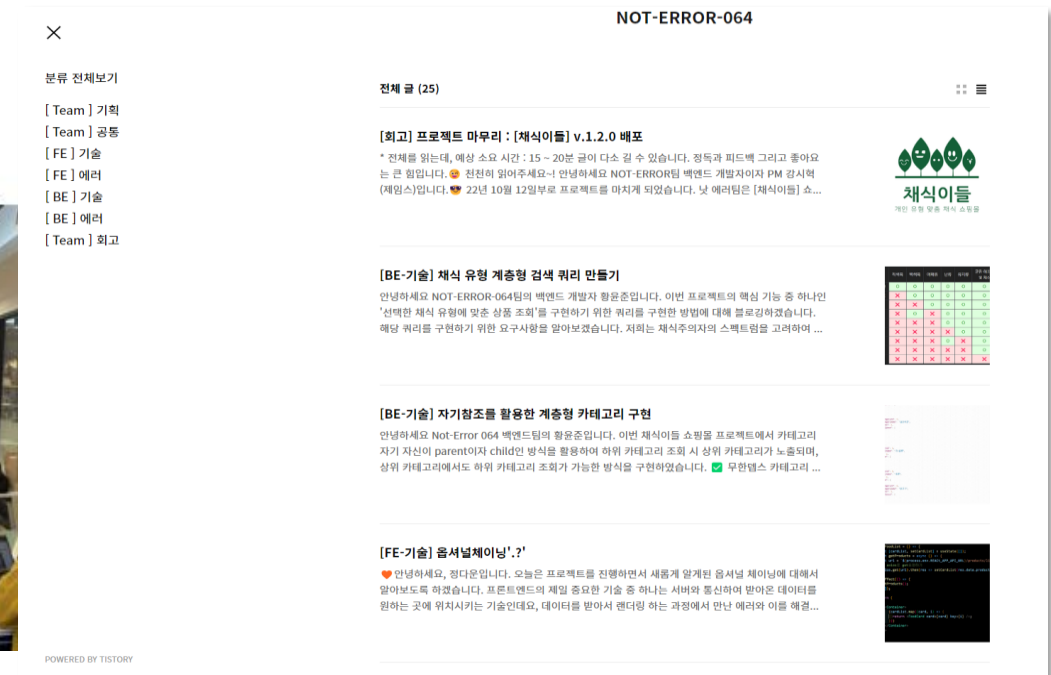 NOT-ERROR-064
분류 전체보기
[ Team ] 기획
[ Team ] 공통
[ FE ] 기술
[ FE ] 에러
[ BE ] 기술
[ BE ] 에러
[ Team ] 회고
POWERED BY TISTORY
전체 글 (25)
[회고] 프로젝트 마무리 : [채식이들] v.1.2.0 배포
* 전체를 읽는데, 예상 소요 시간 : 15 ~ 20분 글이 다소 길 수 있습니다. 정독과 피드백 그리고 좋아요
는 큰 힘입니다.🥰 천천히 읽어주세요~! 안녕하세요 NOT-ERROR팀 백엔드 개발자이자 PM 강시혁
(제임스)입니다.😎 22년 10월 12일부로 프로젝트를 마치게 되었습니다. 낫 에러팀은 [채식이들] 쇼...
채식이들
개인 유형 맞춤 채식 쇼핑몰
[BE-기술] 채식 유형 계층형 검색 쿼리 만들기
안녕하세요 NOT-ERROR-064팀의 백엔드 개발자 황윤준입니다. 이번 프로젝트의 핵심 기능 중 하나인
'선택한 채식 유형에 맞춘 상품 조회'를 구현하기 위한 쿼리를 구현한 방법에 대해 블로깅하겠습니다.
해당 쿼리를 구현하기 위한 요구사항을 알아보겠습니다. 저희는 채식주의자의 스펙트럼을 고려하여 ...
[BE-기술] 자기참조를 활용한 계층형 카테고리 구현
안녕하세요 Not-Error 064 백엔드팀의 황윤준입니다. 이번 채식이들 쇼핑몰 프로젝트에서 카테고리
자기 자신이 parent이자 child인 방식을 활용하여 하위 카테고리 조회 시 상위 카테고리가 노출되며,
상위 카테고리에서도 하위 카테고리 조회가 가능한 방식을 구현하였습니다. ✅ 무한뎁스 카테고리 ...
[FE-기술] 옵셔널체이닝'.?'
🧡안녕하세요, 정다운입니다. 오늘은 프로젝트를 진행하면서 새롭게 알게된 옵셔널 체이닝에 대해서
알아보도록 하겠습니다. 프론트엔드의 제일 중요한 기술 중 하나는 서버와 통신하여 받아온 데이터를
원하는 곳에 위치시키는 기술인데요, 데이터를 받아서 랜더링 하는 과정에서 만난 에러와 이를 해결...